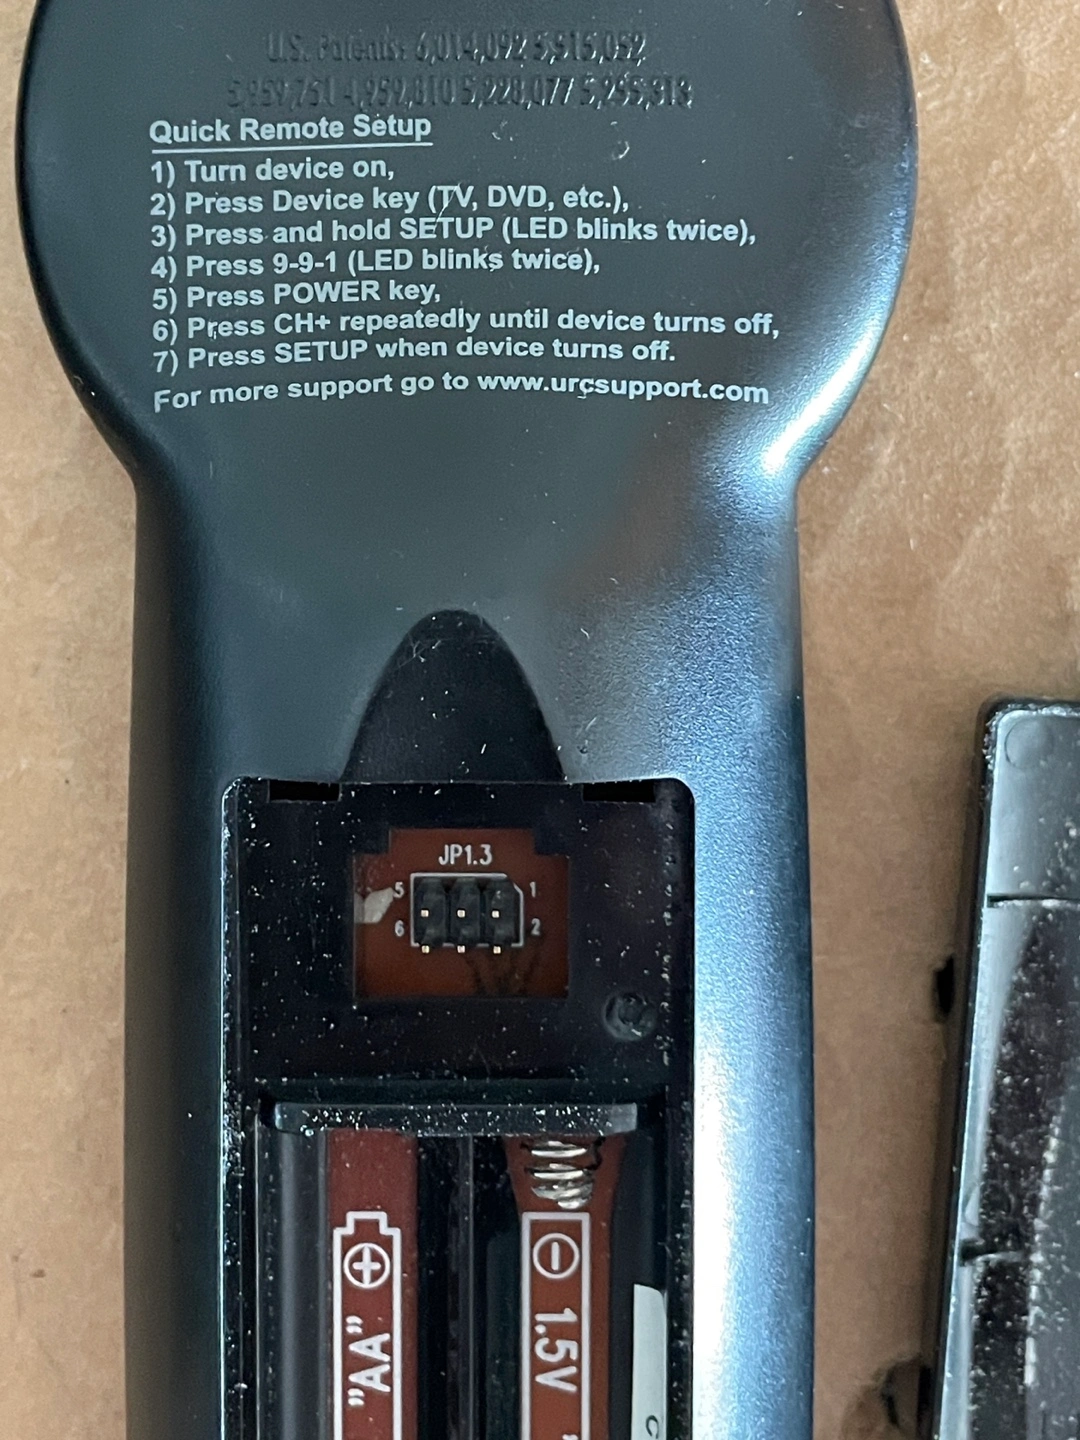 U.S. Patents: 6,014,092 5,515,052
5,959,751 4,959,810 5,228,077 5,255,313
Quick Remote Setup
1) Turn device on,
2) Press Device key (TV, DVD, etc.),
3) Press and hold SETUP (LED blinks twice),
4) Press 9-9-1 (LED blinks twice),
5) Press POWER key,
6) Press CH+ repeatedly until device turns off,
7) Press SETUP when device turns off.
For more support go to www.urcsupport.com
JP1.3
5 1
6 2
+ −
"AA" 1.5V